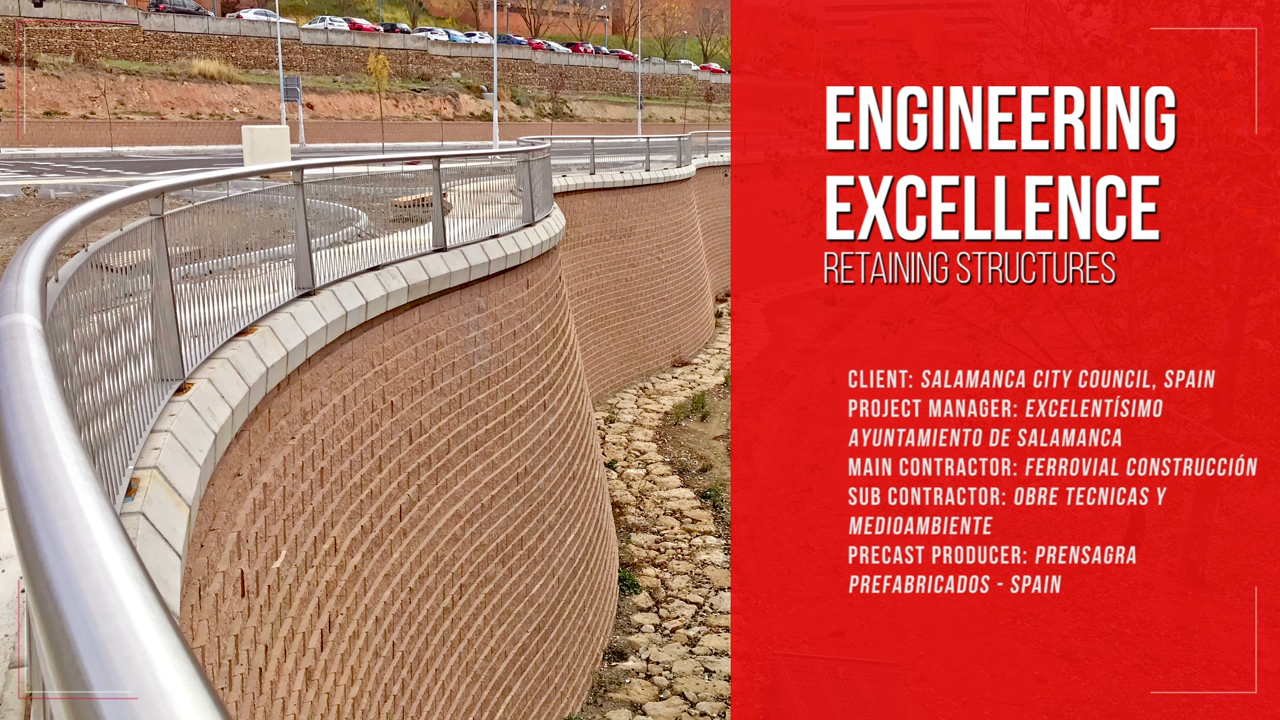 ENGINEERING
EXCELLENCE
RETAINING STRUCTURES
CLIENT: SALAMANCA CITY COUNCIL, SPAIN
PROJECT MANAGER: EXCELENTÍSIMO
AYUNTAMIENTO DE SALAMANCA
MAIN CONTRACTOR: FERROVIAL CONSTRUCCIÓN
SUB CONTRACTOR: OBRE TECNICAS Y
MEDIOAMBIENTE
PRECAST PRODUCER: PRENSAGRA
PREFABRICADOS - SPAIN